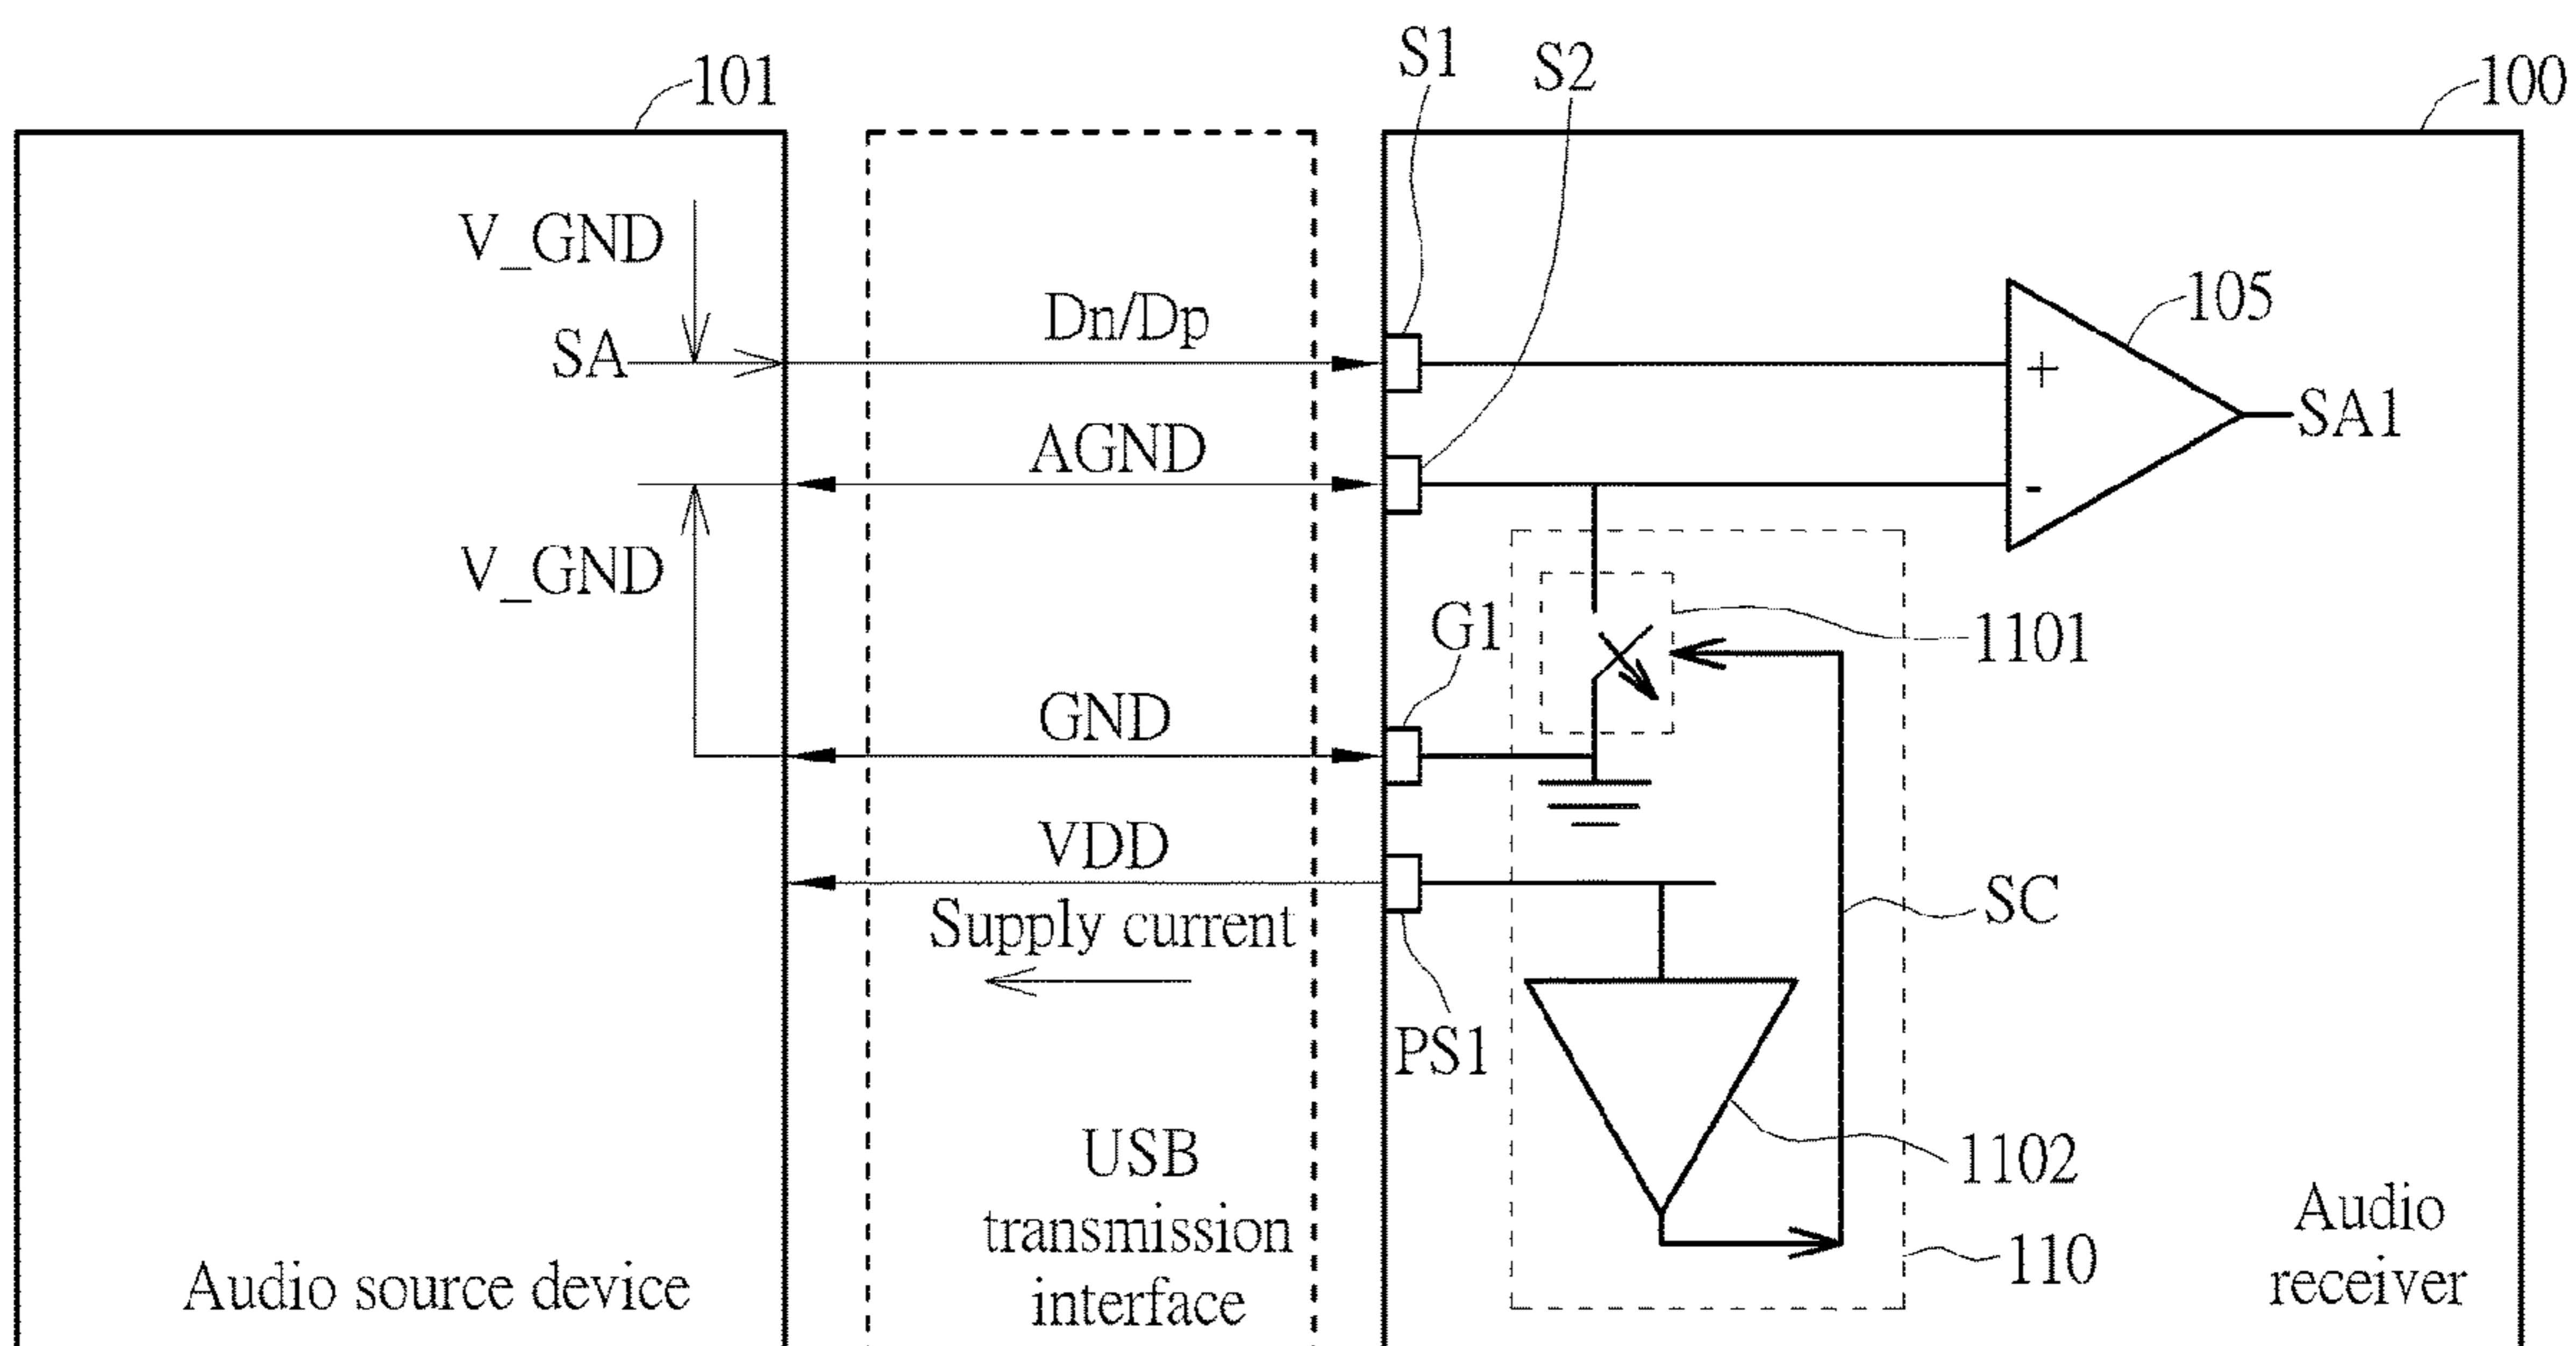 S1
S2
101
100
V_GND
SA
Dn/Dp
105
+
SA1
AGND
-
V_GND
G1
1101
GND
VDD
SC
Supply current
PS1
1102
USB
transmission
interface
110
Audio
receiver
Audio source device